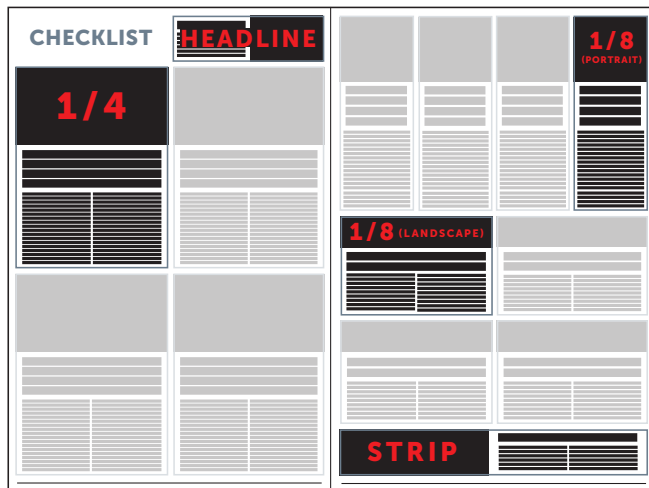 CHECKLIST
HEADLINE
1/4
1/8
(PORTRAIT)
1/8 (LANDSCAPE)
STRIP